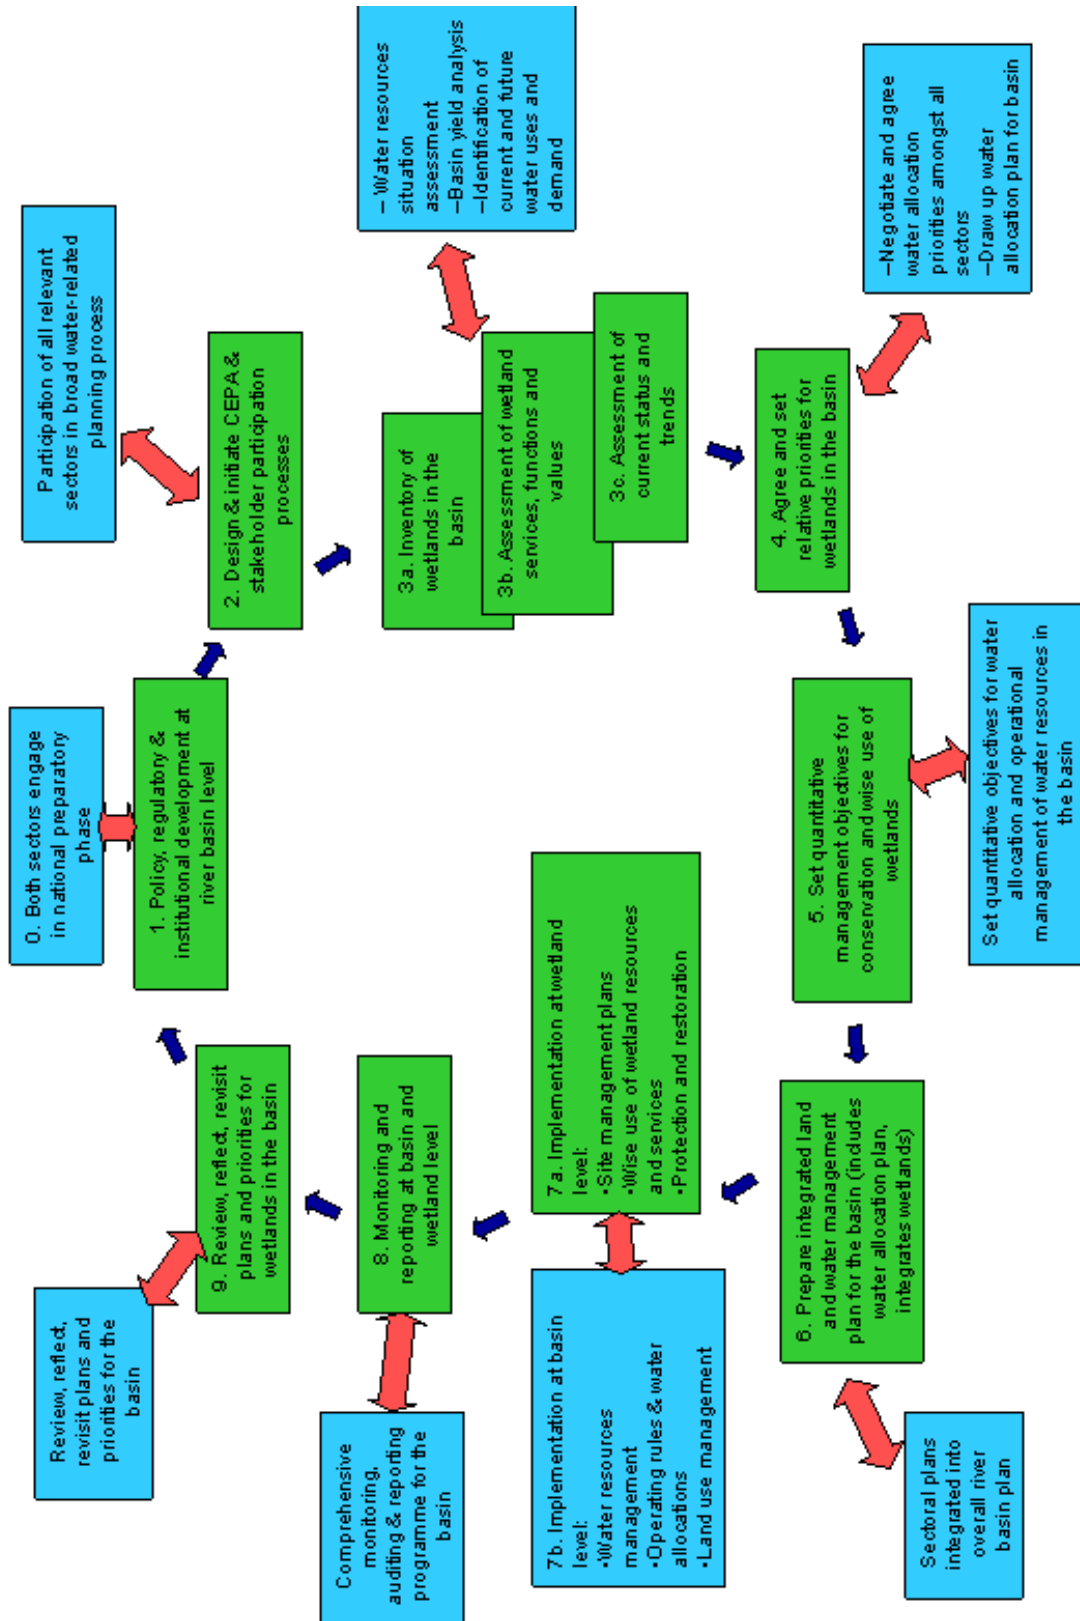 0. Both sectors engage
in national preparatory
phase
1. Policy, regulatory &
institutional development at
river basin level
Participation of all relevant
sectors in broad water-related
planning process
2. Design & initiate CEPA &
stakeholder participation
processes
–Water resources
situation
assessment
–Basin yield analysis
–Identification of
current and future
water uses and
demand
3a. Inventory of
wetlands in the
basin
3b. Assessment of wetland
services, functions and
values
3c. Assessment of
current status and
trends
–Negotiate and agree
water allocation
priorities amongst all
sectors
–Draw up water
allocation plan for basin
4. Agree and set
relative priorities for
wetlands in the basin
5. Set quantitative
management objectives for
conservation and wise use of
wetlands
Set quantitative objectives for water
allocation and operational
management of water resources in
the basin
6. Prepare integrated land
and water management
plan for the basin (includes
water allocation plan,
integrates wetlands)
Sectoral plans
integrated into
overall river
basin plan
7a. Implementation at wetland
level:
•Site management plans
•Wise use of wetland resources
and services
•Protection and restoration
7b. Implementation at basin
level:
•Water resources
management
•Operating rules & water
allocations
•Land use management
8. Monitoring and
reporting at basin and
wetland level
Comprehensive
monitoring,
auditing & reporting
programme for the
basin
9. Review, reflect, revisit
plans and priorities for
wetlands in the basin
Review, reflect,
revisit plans and
priorities for the
basin